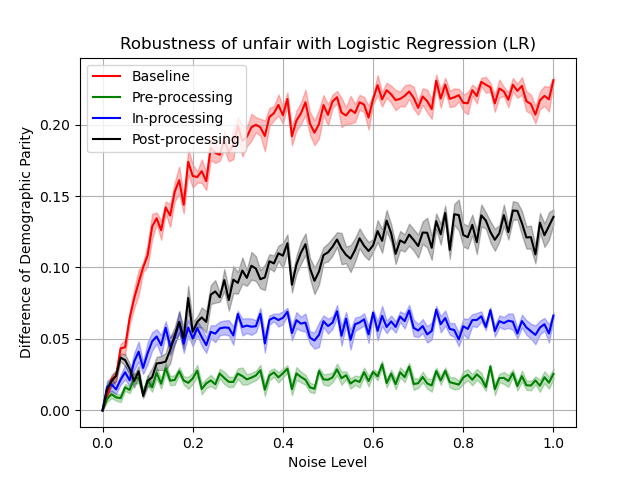 Robustness of unfair with Logistic Regression (LR)
Baseline
Pre-processing
In-processing
Post-processing
Difference of Demographic Parity
0.20
0.15
0.10
0.05
0.00
0.0 0.2 0.4 0.6 0.8 1.0
Noise Level